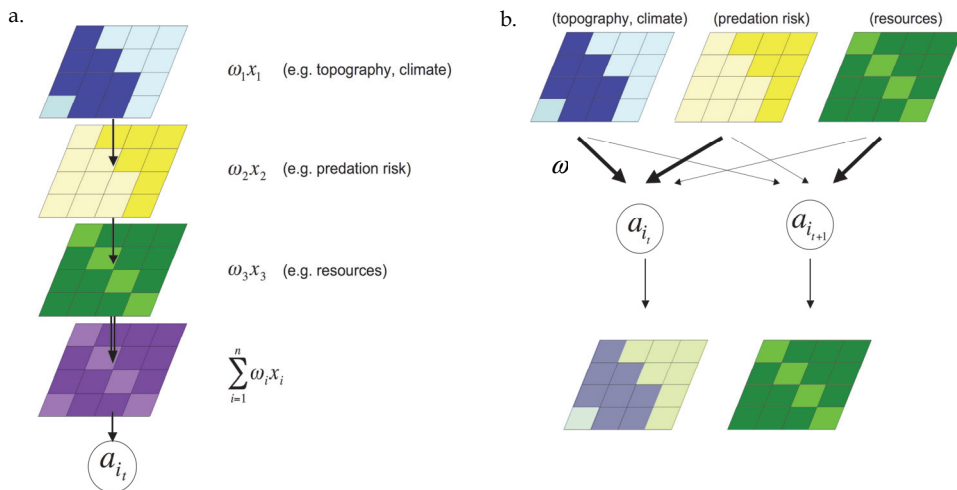 a.
ω₁x₁ (e.g. topography, climate)
ω₂x₂ (e.g. predation risk)
ω₃x₃ (e.g. resources)
n
∑ ωᵢxᵢ
i=1
a_{i_t}
b.
(topography, climate) (predation risk) (resources)
ω
a_{i_t} a_{i_{t+1}}